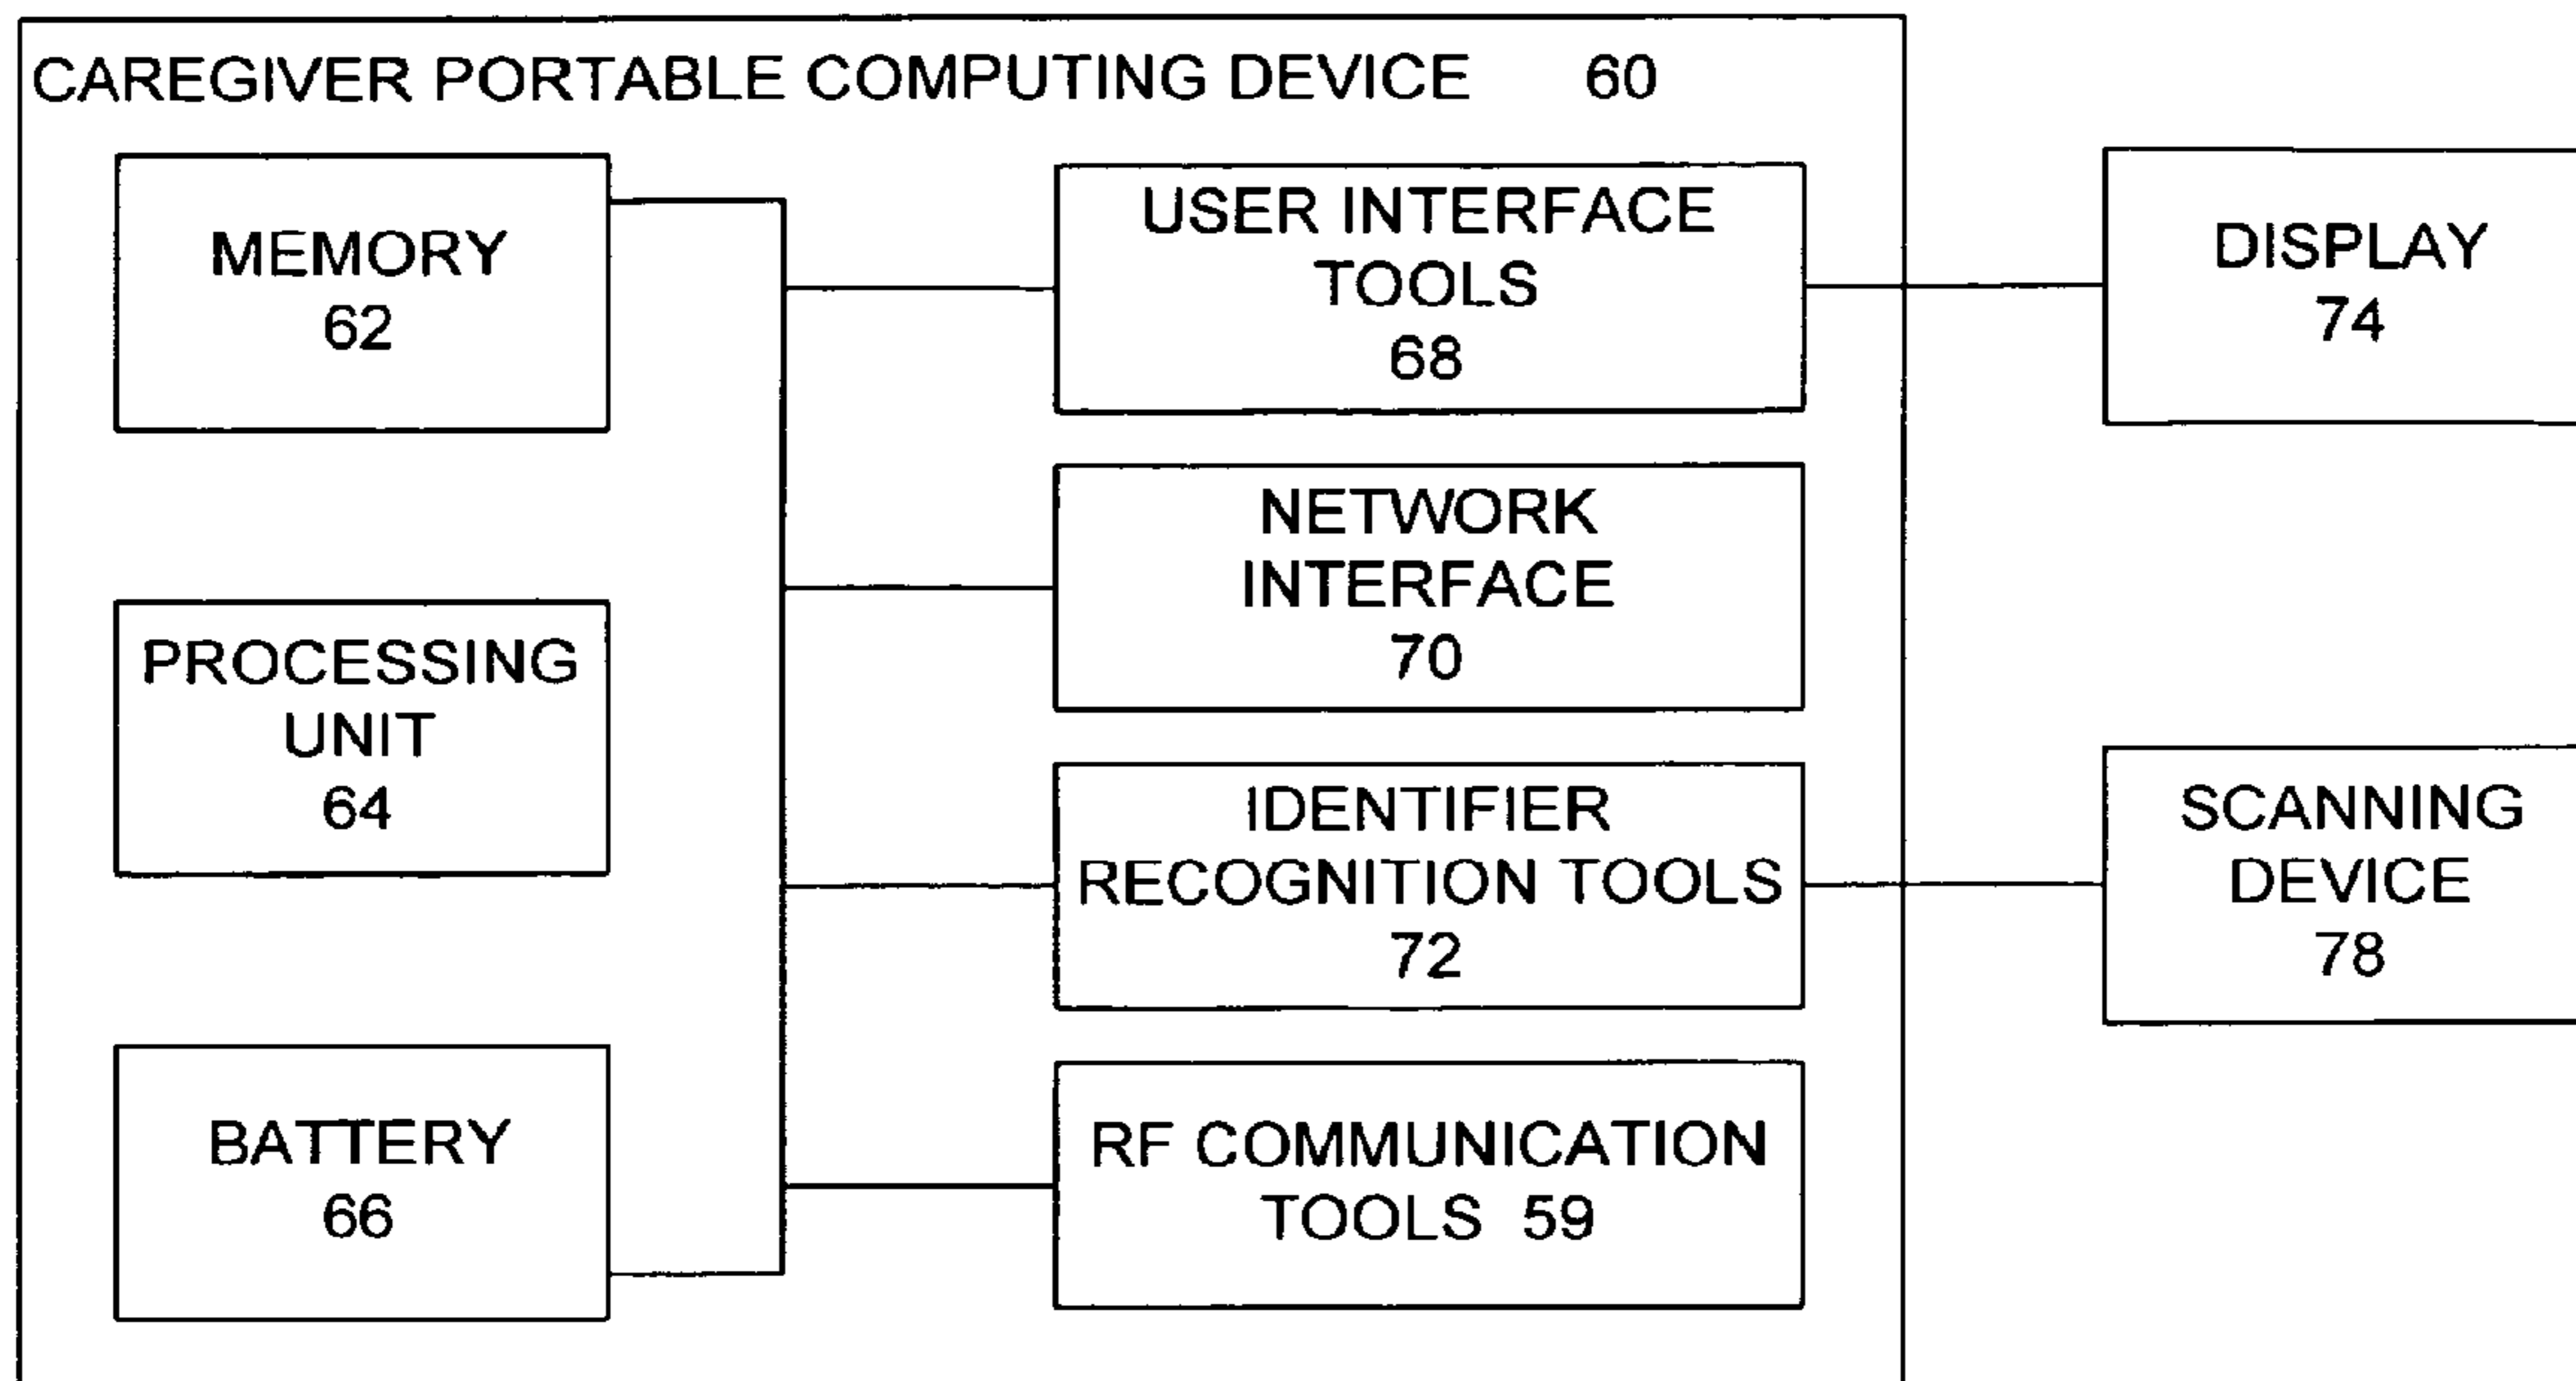 CAREGIVER PORTABLE COMPUTING DEVICE 60
MEMORY
62
USER INTERFACE
TOOLS
68
DISPLAY
74
NETWORK
INTERFACE
70
PROCESSING
UNIT
64
IDENTIFIER
RECOGNITION TOOLS
72
SCANNING
DEVICE
78
BATTERY
66
RF COMMUNICATION
TOOLS 59